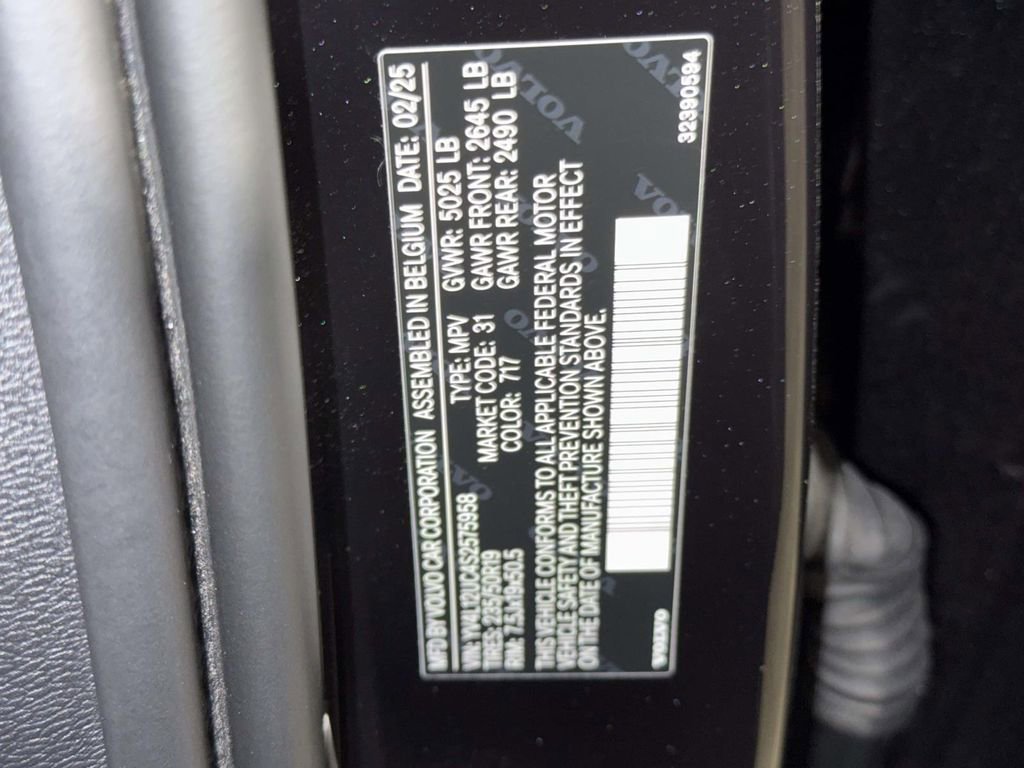 MFD BY VOLVO CAR CORPORATION ASSEMBLED IN BELGIUM DATE: 02/25
VIN: YV4L12UC4S2575958 TYPE: MPV GVWR: 5025 LB
TIRES: 235/50R19 MARKET CODE: 31 GAWR FRONT: 2645 LB
RIM: 7.5Jx19x50.5 COLOR: 717 GAWR REAR: 2490 LB
THIS VEHICLE CONFORMS TO ALL APPLICABLE FEDERAL MOTOR
VEHICLE SAFETY AND THEFT PREVENTION STANDARDS IN EFFECT
ON THE DATE OF MANUFACTURE SHOWN ABOVE.
VOLVO 32390594